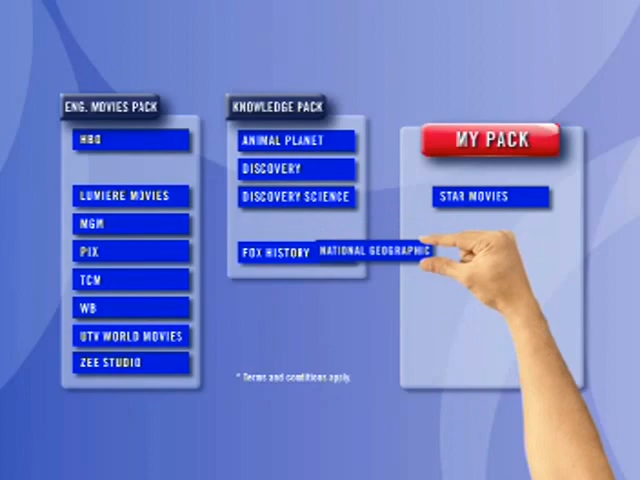 ENG. MOVIES PACK
HBO
LUMIERE MOVIES
MGM
PIX
TCM
WB
UTV WORLD MOVIES
ZEE STUDIO
KNOWLEDGE PACK
ANIMAL PLANET
DISCOVERY
DISCOVERY SCIENCE
FOX HISTORY
NATIONAL GEOGRAPHIC
* Terms and conditions apply.
MY PACK
STAR MOVIES